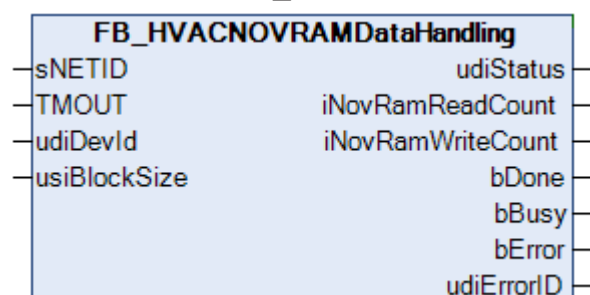 FB_HVACNOVRAMDataHandling
sNETID udiStatus
TMOUT iNovRamReadCount
udiDevId iNovRamWriteCount
usiBlockSize bDone
bBusy
bError
udiErrorID